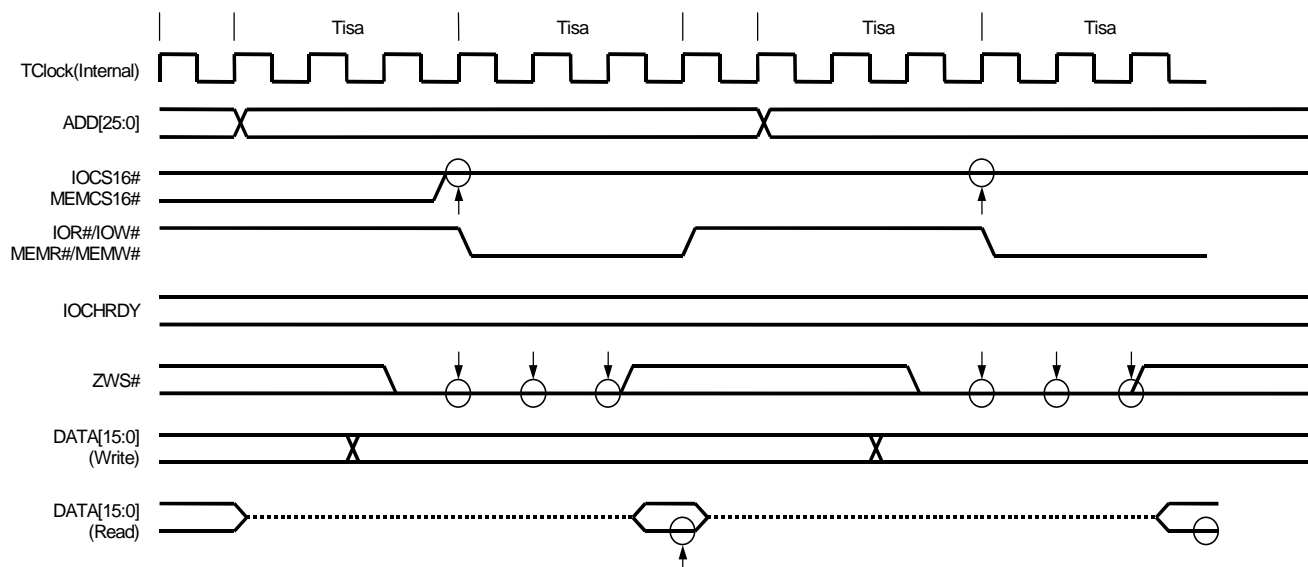 Tisa Tisa Tisa Tisa
TClock(Internal)
ADD[25:0]
IOCS16#
MEMCS16#
IOR#/IOW#
MEMR#/MEMW#
IOCHRDY
ZWS#
DATA[15:0]
(Write)
DATA[15:0]
(Read)